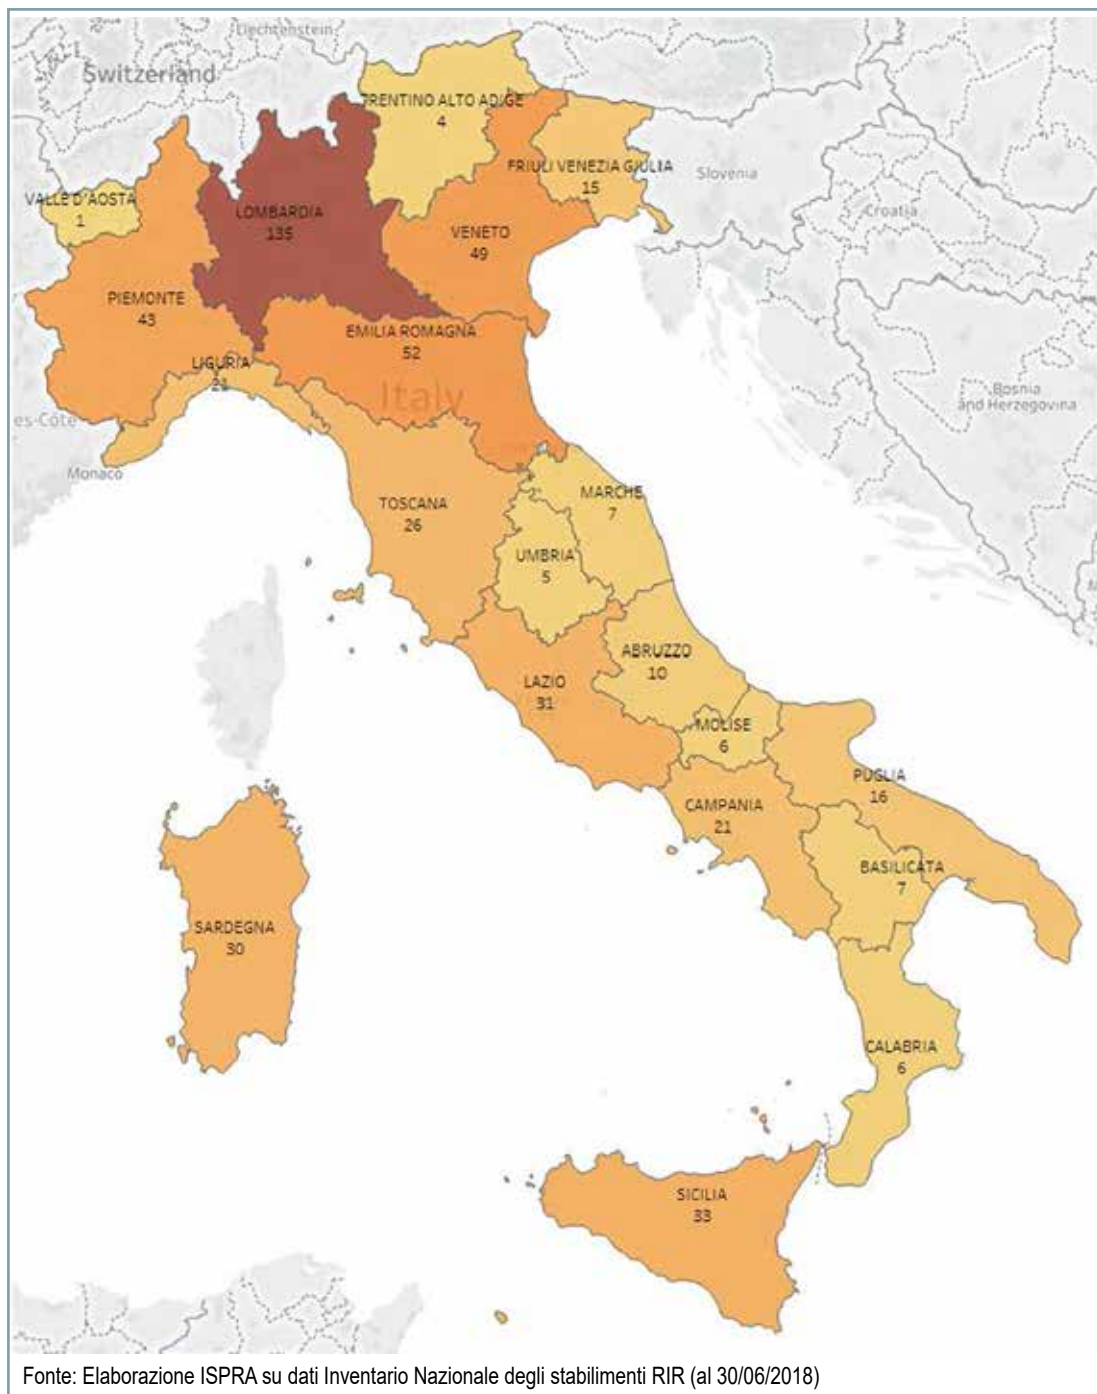 Liechtenstein
Switzerland
TRENTINO ALTO ADIGE
4
FRIULI VENEZIA GIULIA
15
Slovenia
VALLE D'AOSTA
1
LOMBARDIA
135
VENETO
49
Croatia
PIEMONTE
43
EMILIA ROMAGNA
52
LIGURIA
21
Italy
Bosnia
and Herzegovina
es-Côte
Monaco
TOSCANA
26
MARCHE
7
UMBRIA
5
ABRUZZO
10
LAZIO
31
MOLISE
6
PUGLIA
16
CAMPANIA
21
BASILICATA
7
SARDEGNA
30
CALABRIA
6
SICILIA
33
Fonte: Elaborazione ISPRA su dati Inventario Nazionale degli stabilimenti RIR (al 30/06/2018)